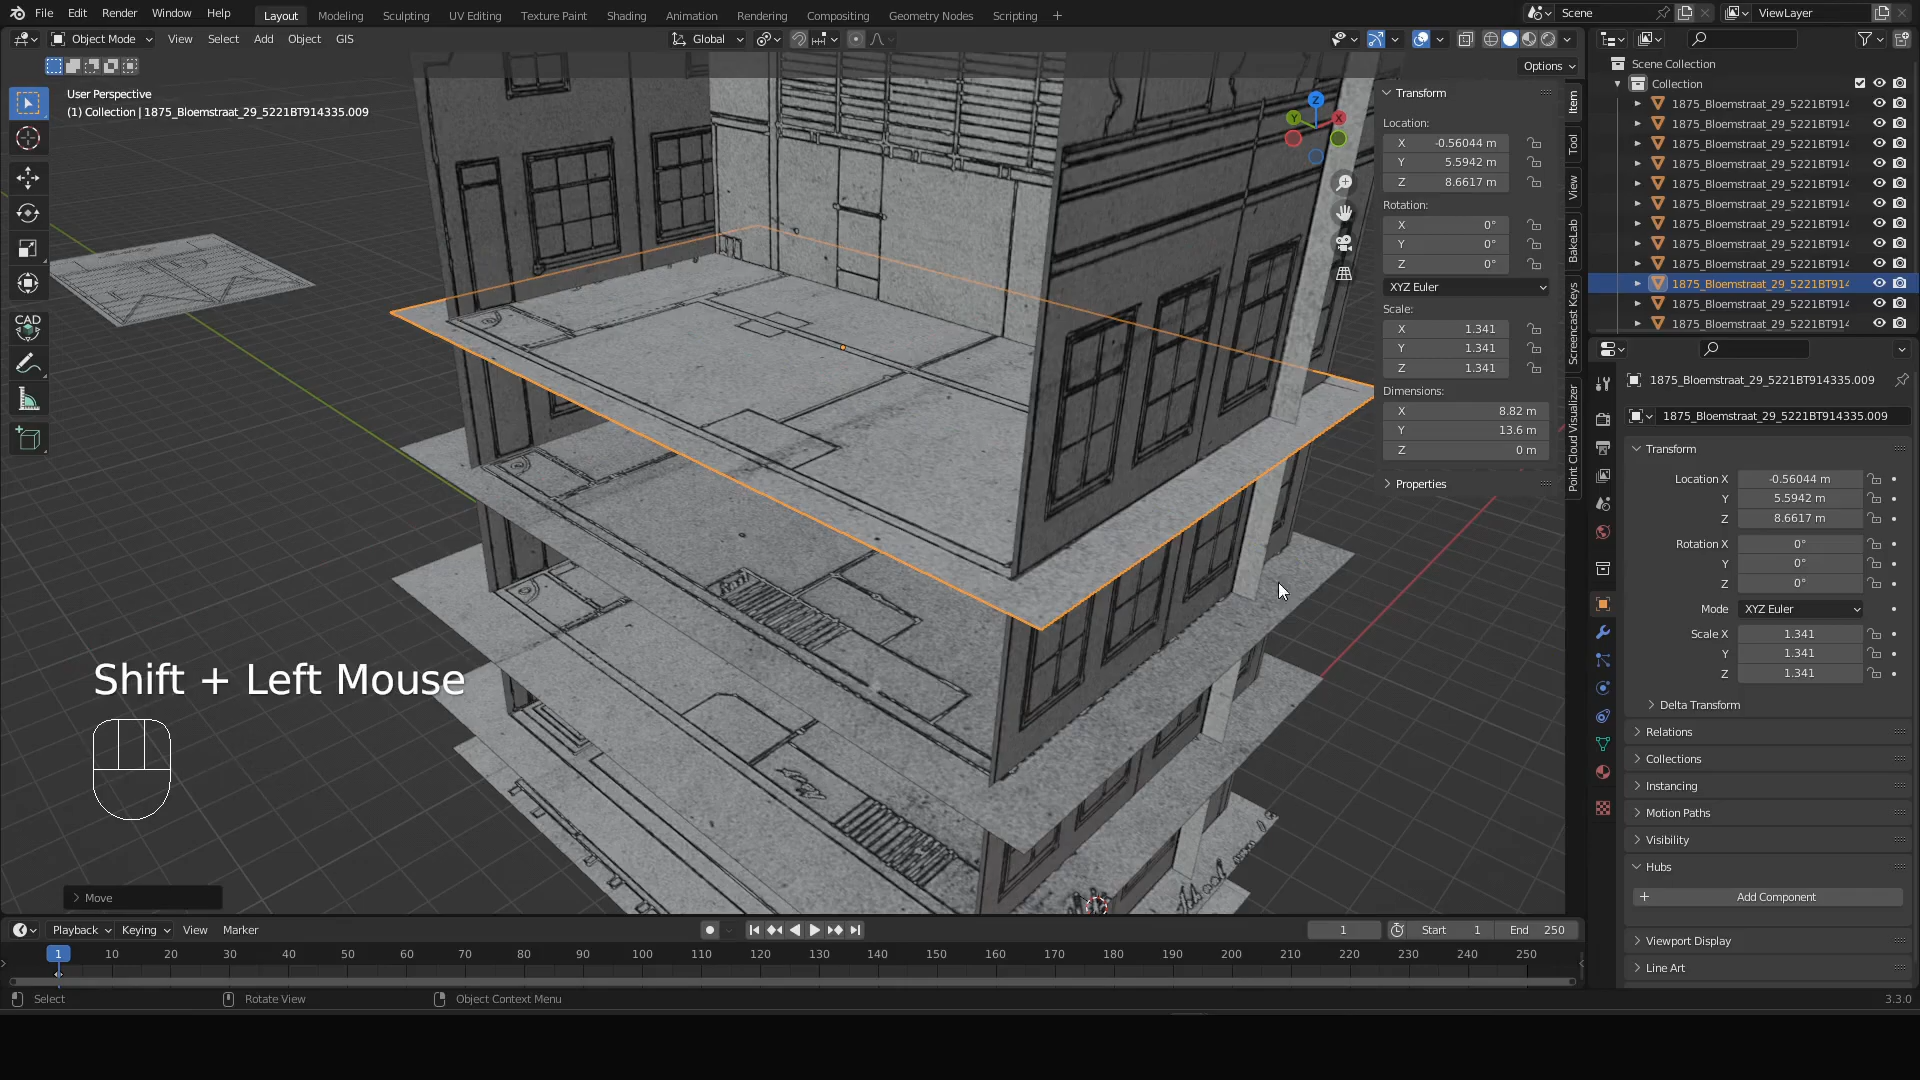 File Edit Render Window Help
Layout Modeling Sculpting UV Editing Texture Paint Shading Animation Rendering Compositing Geometry Nodes Scripting +
Scene
ViewLayer
Object Mode
View Select Add Object GIS
Global
Options
User Perspective
(1) Collection | 1875_Bloemstraat_29_5221BT914335.009
CAD
Z
Y
X
Transform
Location:
X -0.56044 m
Y 5.5942 m
Z 8.6617 m
Rotation:
X 0°
Y 0°
Z 0°
XYZ Euler
Scale:
X 1.341
Y 1.341
Z 1.341
Dimensions:
X 8.82 m
Y 13.6 m
Z 0 m
Properties
Item
Tool
View
BakeLab
Screencast Keys
Point Cloud Visualizer
Shift + Left Mouse
Move
Scene Collection
Collection
1875_Bloemstraat_29_5221BT914
1875_Bloemstraat_29_5221BT914
1875_Bloemstraat_29_5221BT914
1875_Bloemstraat_29_5221BT914
1875_Bloemstraat_29_5221BT914
1875_Bloemstraat_29_5221BT914
1875_Bloemstraat_29_5221BT914
1875_Bloemstraat_29_5221BT914
1875_Bloemstraat_29_5221BT914
1875_Bloemstraat_29_5221BT914
1875_Bloemstraat_29_5221BT914
1875_Bloemstraat_29_5221BT914
1875_Bloemstraat_29_5221BT914335.009
1875_Bloemstraat_29_5221BT914335.009
Transform
Location X -0.56044 m
Y 5.5942 m
Z 8.6617 m
Rotation X 0°
Y 0°
Z 0°
Mode XYZ Euler
Scale X 1.341
Y 1.341
Z 1.341
Delta Transform
Relations
Collections
Instancing
Motion Paths
Visibility
Hubs
+ Add Component
Viewport Display
Line Art
Playback Keying View Marker
1
Start 1
End 250
1 10 20 30 40 50 60 70 80 90 100 110 120 130 140 150 160 170 180 190 200 210 220 230 240 250
Select
Rotate View
Object Context Menu
3.3.0